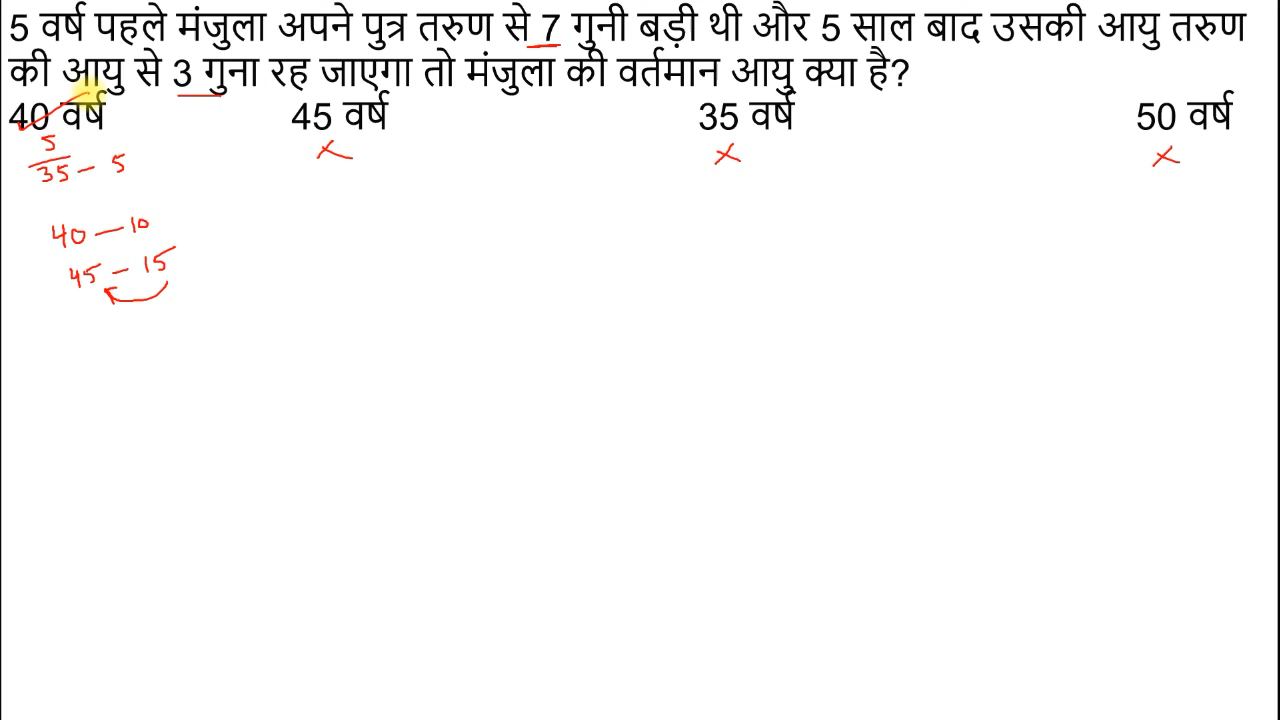 5 वर्ष पहले मंजुला अपने पुत्र तरुण से 7 गुनी बड़ी थी और 5 साल बाद उसकी आयु तरुण
की आयु से 3 गुना रह जाएगा तो मंजुला की वर्तमान आयु क्या है?
40 वर्ष 45 वर्ष 35 वर्ष 50 वर्ष
5
35 - 5
40 - 10
45 - 15